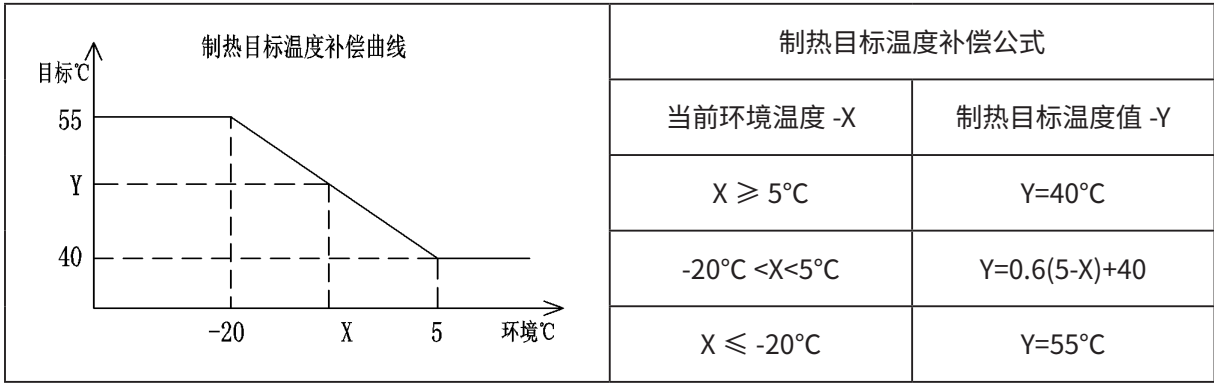 制热目标温度补偿曲线
目标℃
55
Y
40
-20
X
5
环境℃
制热目标温度补偿公式
当前环境温度 -X
制热目标温度值 -Y
X ≥ 5℃
Y=40℃
-20℃ <X<5℃
Y=0.6(5-X)+40
X ≤ -20℃
Y=55℃